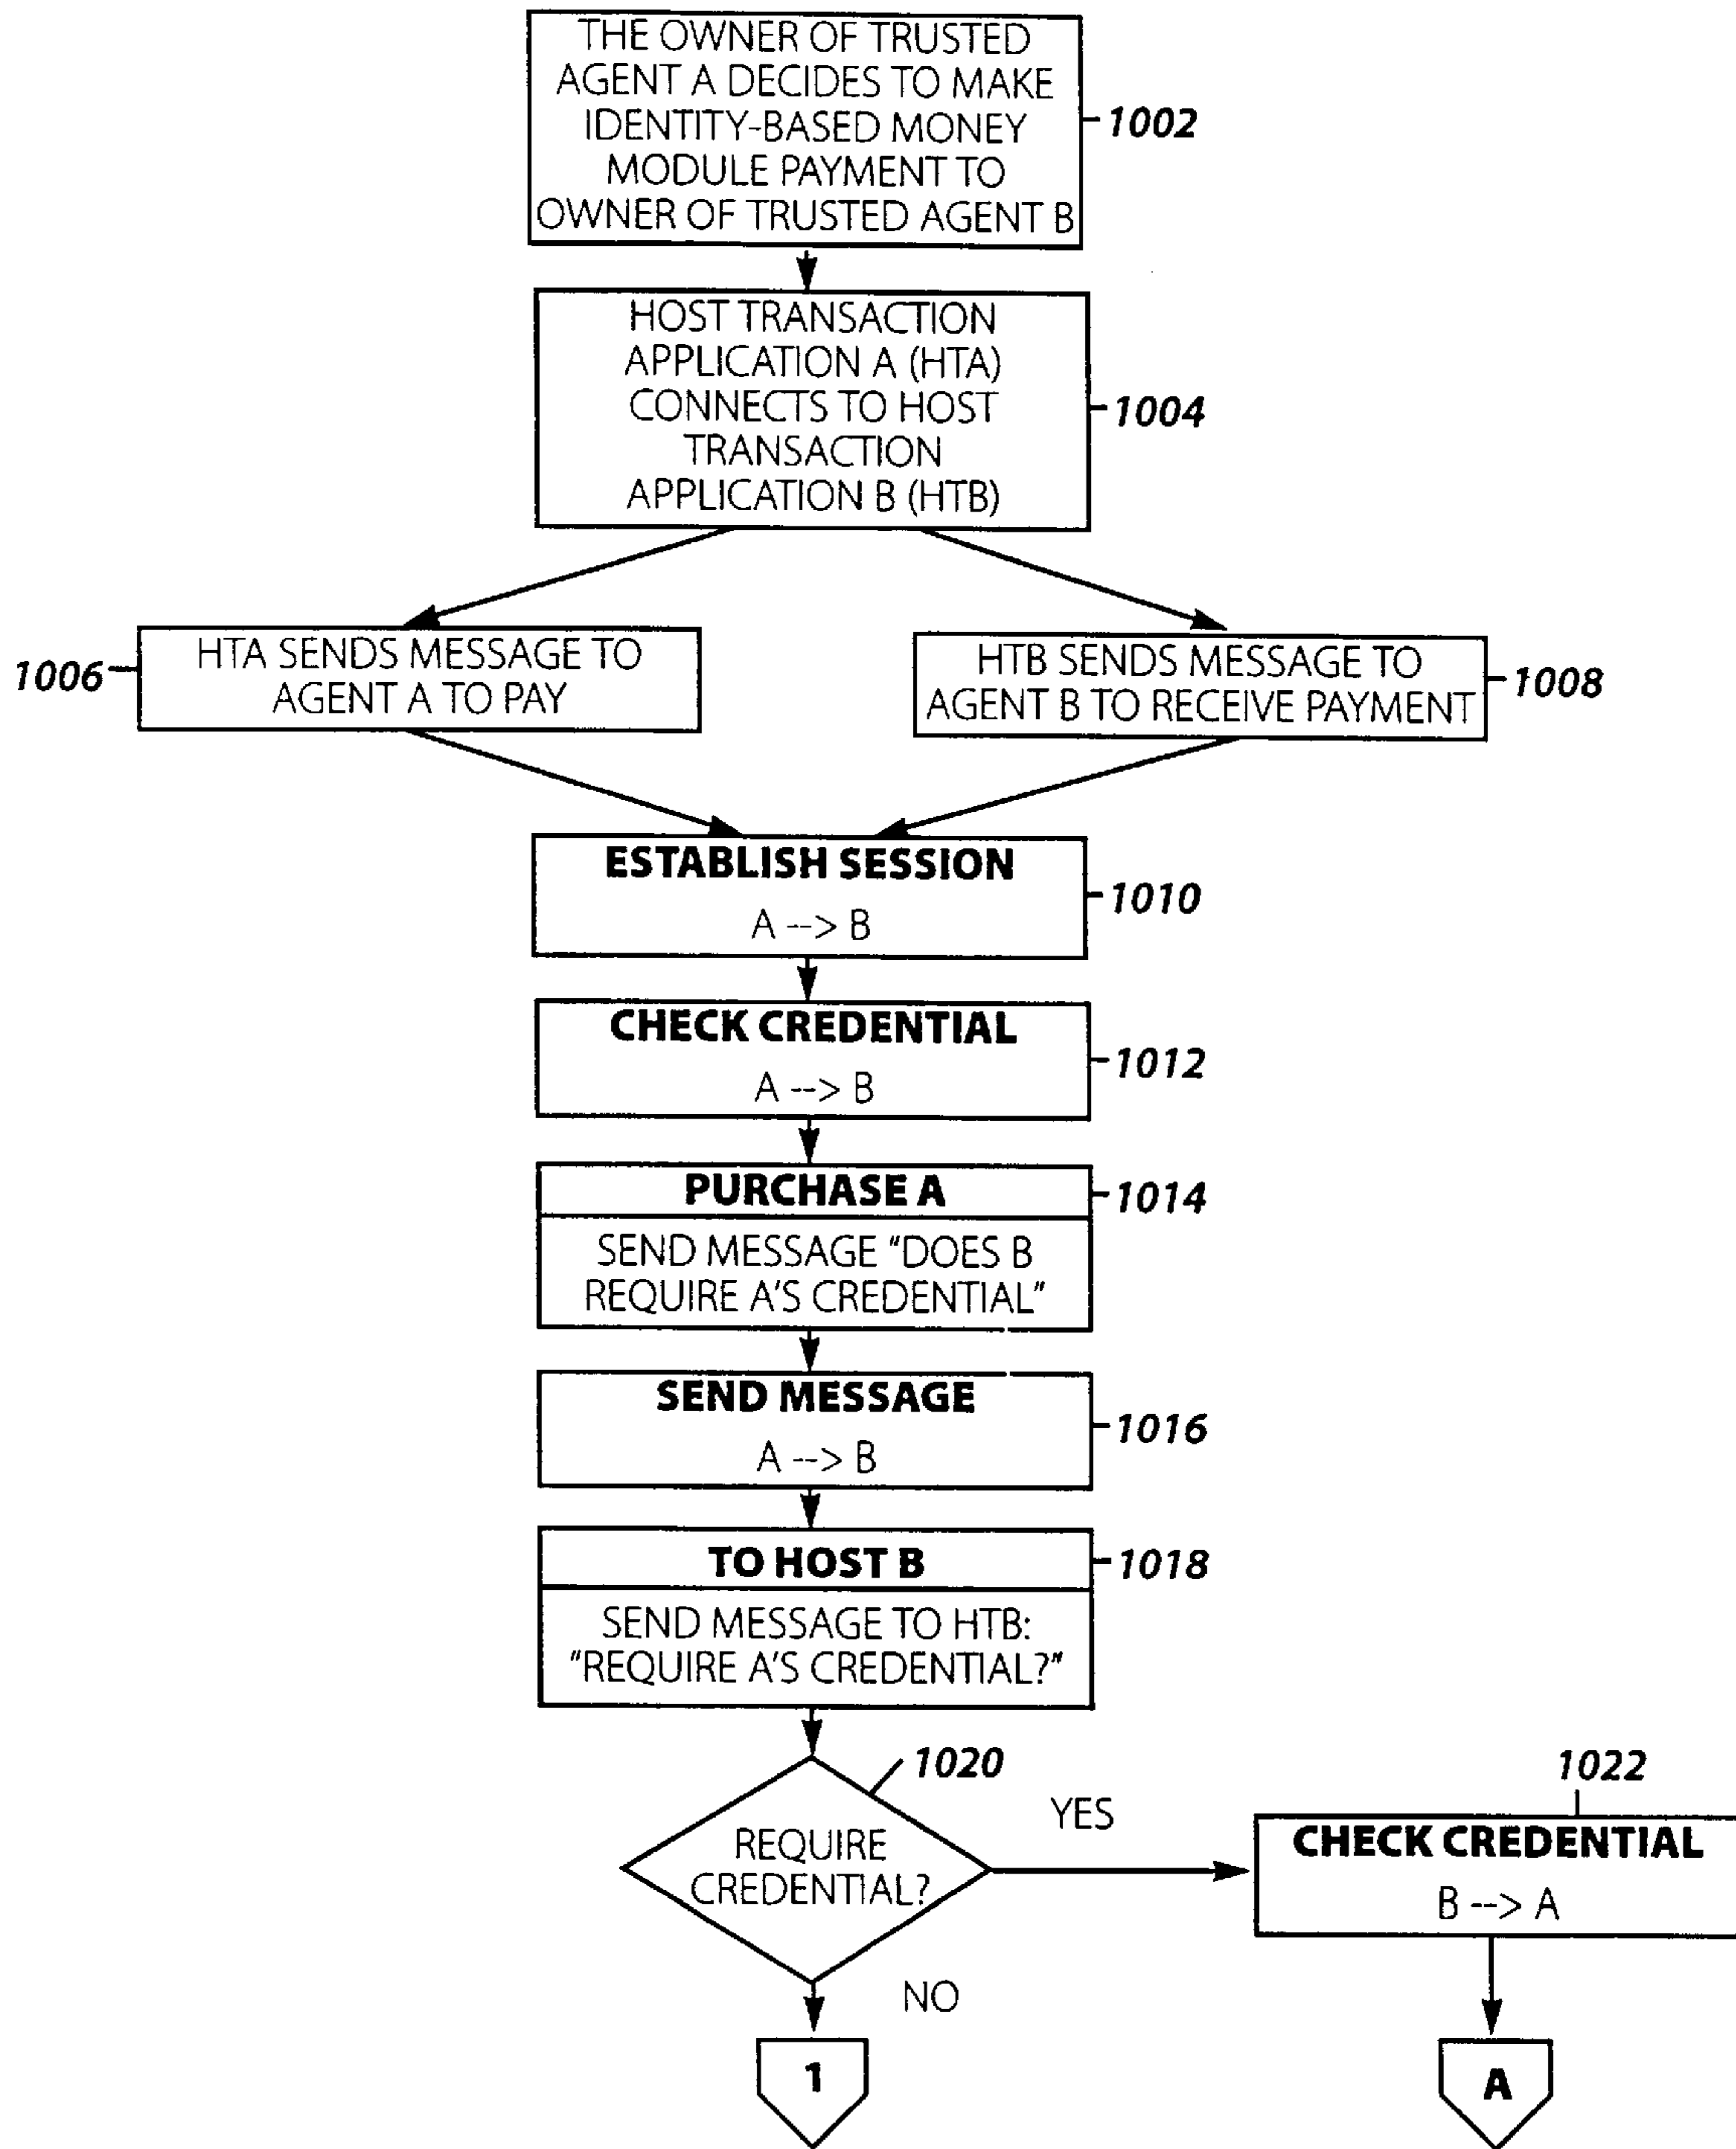 THE OWNER OF TRUSTED
AGENT A DECIDES TO MAKE
IDENTITY-BASED MONEY
MODULE PAYMENT TO
OWNER OF TRUSTED AGENT B
1002
HOST TRANSACTION
APPLICATION A (HTA)
CONNECTS TO HOST
TRANSACTION
APPLICATION B (HTB)
1004
1006
HTA SENDS MESSAGE TO
AGENT A TO PAY
HTB SENDS MESSAGE TO
AGENT B TO RECEIVE PAYMENT
1008
ESTABLISH SESSION
A --> B
1010
CHECK CREDENTIAL
A --> B
1012
PURCHASE A
1014
SEND MESSAGE "DOES B
REQUIRE A'S CREDENTIAL"
SEND MESSAGE
A --> B
1016
TO HOST B
1018
SEND MESSAGE TO HTB:
"REQUIRE A'S CREDENTIAL?"
1020
REQUIRE
CREDENTIAL?
YES
1022
CHECK CREDENTIAL
B --> A
NO
1
A